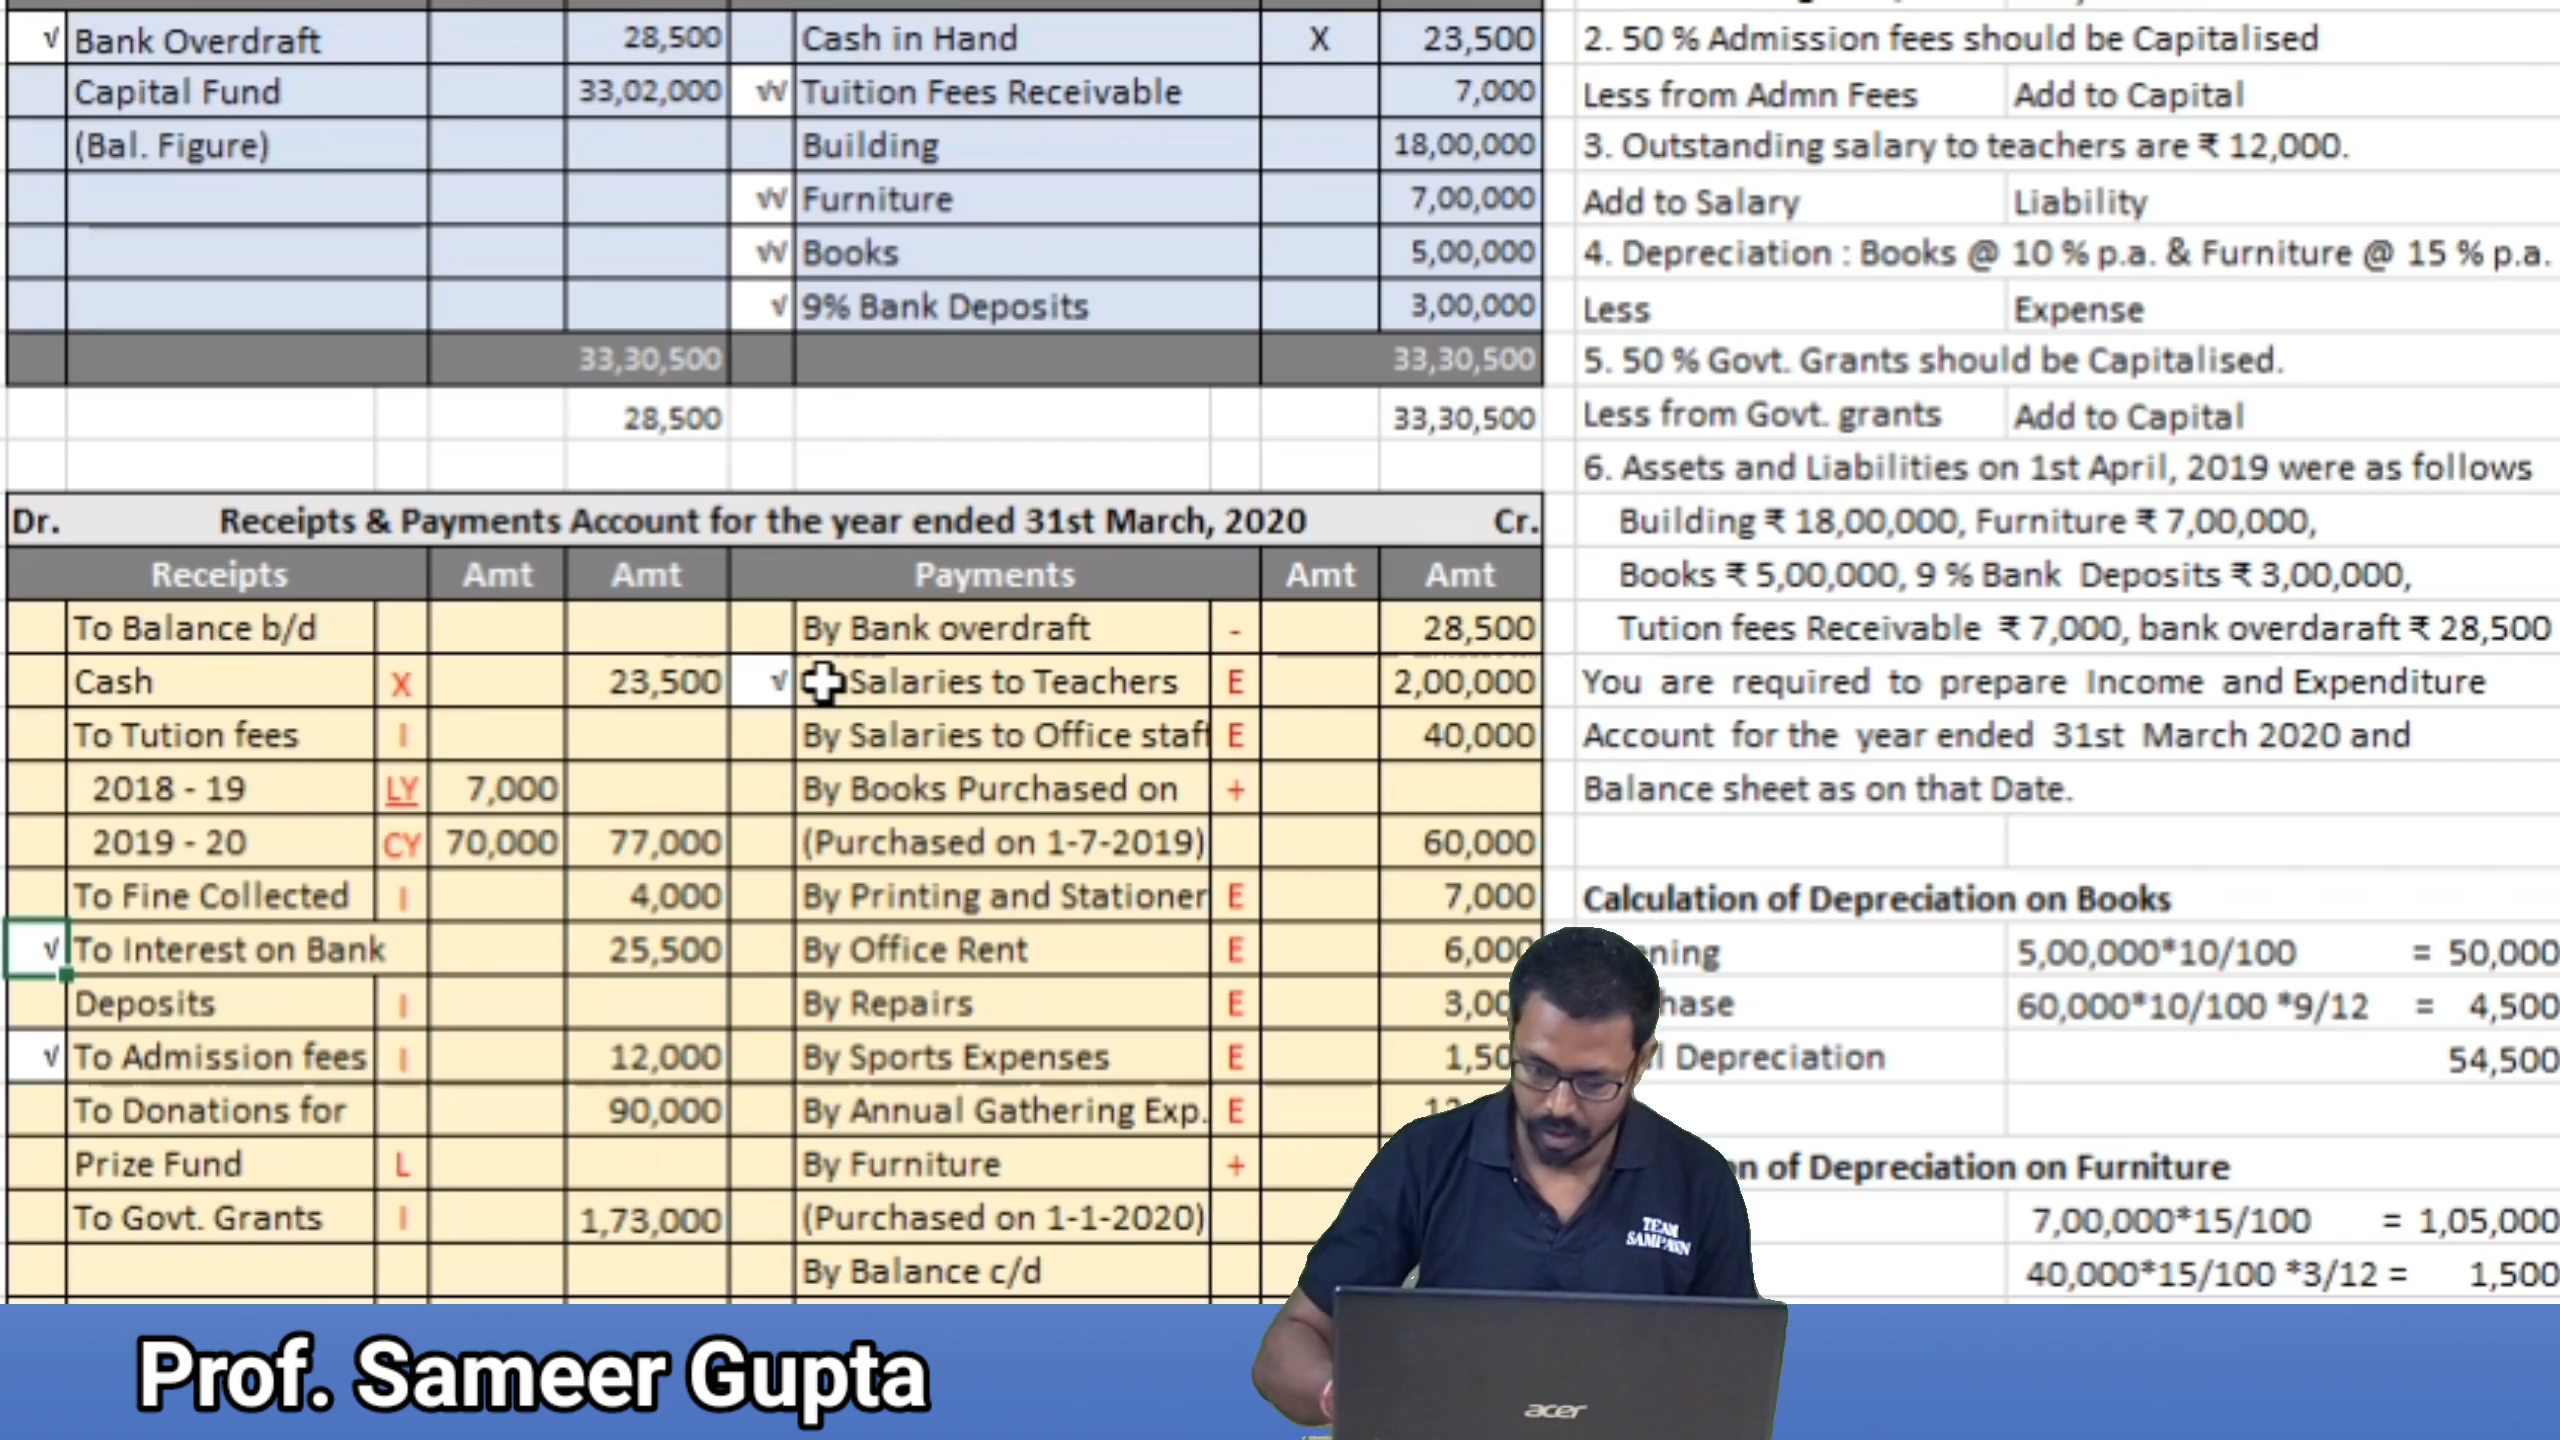 √ Bank Overdraft 28,500 Cash in Hand X 23,500
Capital Fund 33,02,000 √√ Tuition Fees Receivable 7,000
(Bal. Figure) Building 18,00,000
√√ Furniture 7,00,000
√√ Books 5,00,000
√ 9% Bank Deposits 3,00,000
33,30,500 33,30,500
28,500 33,30,500
Dr. Receipts & Payments Account for the year ended 31st March, 2020 Cr.
Receipts Amt Amt Payments Amt Amt
To Balance b/d By Bank overdraft - 28,500
Cash X 23,500 √ Salaries to Teachers E 2,00,000
To Tution fees I By Salaries to Office staff E 40,000
2018 - 19 LY 7,000 By Books Purchased on +
2019 - 20 CY 70,000 77,000 (Purchased on 1-7-2019) 60,000
To Fine Collected I 4,000 By Printing and Stationer E 7,000
√ To Interest on Bank 25,500 By Office Rent E 6,000
Deposits I By Repairs E 3,00
√ To Admission fees I 12,000 By Sports Expenses E 1,50
To Donations for 90,000 By Annual Gathering Exp. E
Prize Fund L By Furniture +
To Govt. Grants I 1,73,000 (Purchased on 1-1-2020)
By Balance c/d
2. 50 % Admission fees should be Capitalised
Less from Admn Fees Add to Capital
3. Outstanding salary to teachers are ₹ 12,000.
Add to Salary Liability
4. Depreciation : Books @ 10 % p.a. & Furniture @ 15 % p.a.
Less Expense
5. 50 % Govt. Grants should be Capitalised.
Less from Govt. grants Add to Capital
6. Assets and Liabilities on 1st April, 2019 were as follows
Building ₹ 18,00,000, Furniture ₹ 7,00,000,
Books ₹ 5,00,000, 9 % Bank Deposits ₹ 3,00,000,
Tution fees Receivable ₹ 7,000, bank overdaraft ₹ 28,500
You are required to prepare Income and Expenditure
Account for the year ended 31st March 2020 and
Balance sheet as on that Date.
Calculation of Depreciation on Books
ning 5,00,000*10/100 = 50,000
hase 60,000*10/100 *9/12 = 4,500
l Depreciation 54,500
on of Depreciation on Furniture
7,00,000*15/100 = 1,05,000
40,000*15/100 *3/12 = 1,500
TEAM
Prof. Sameer Gupta
acer